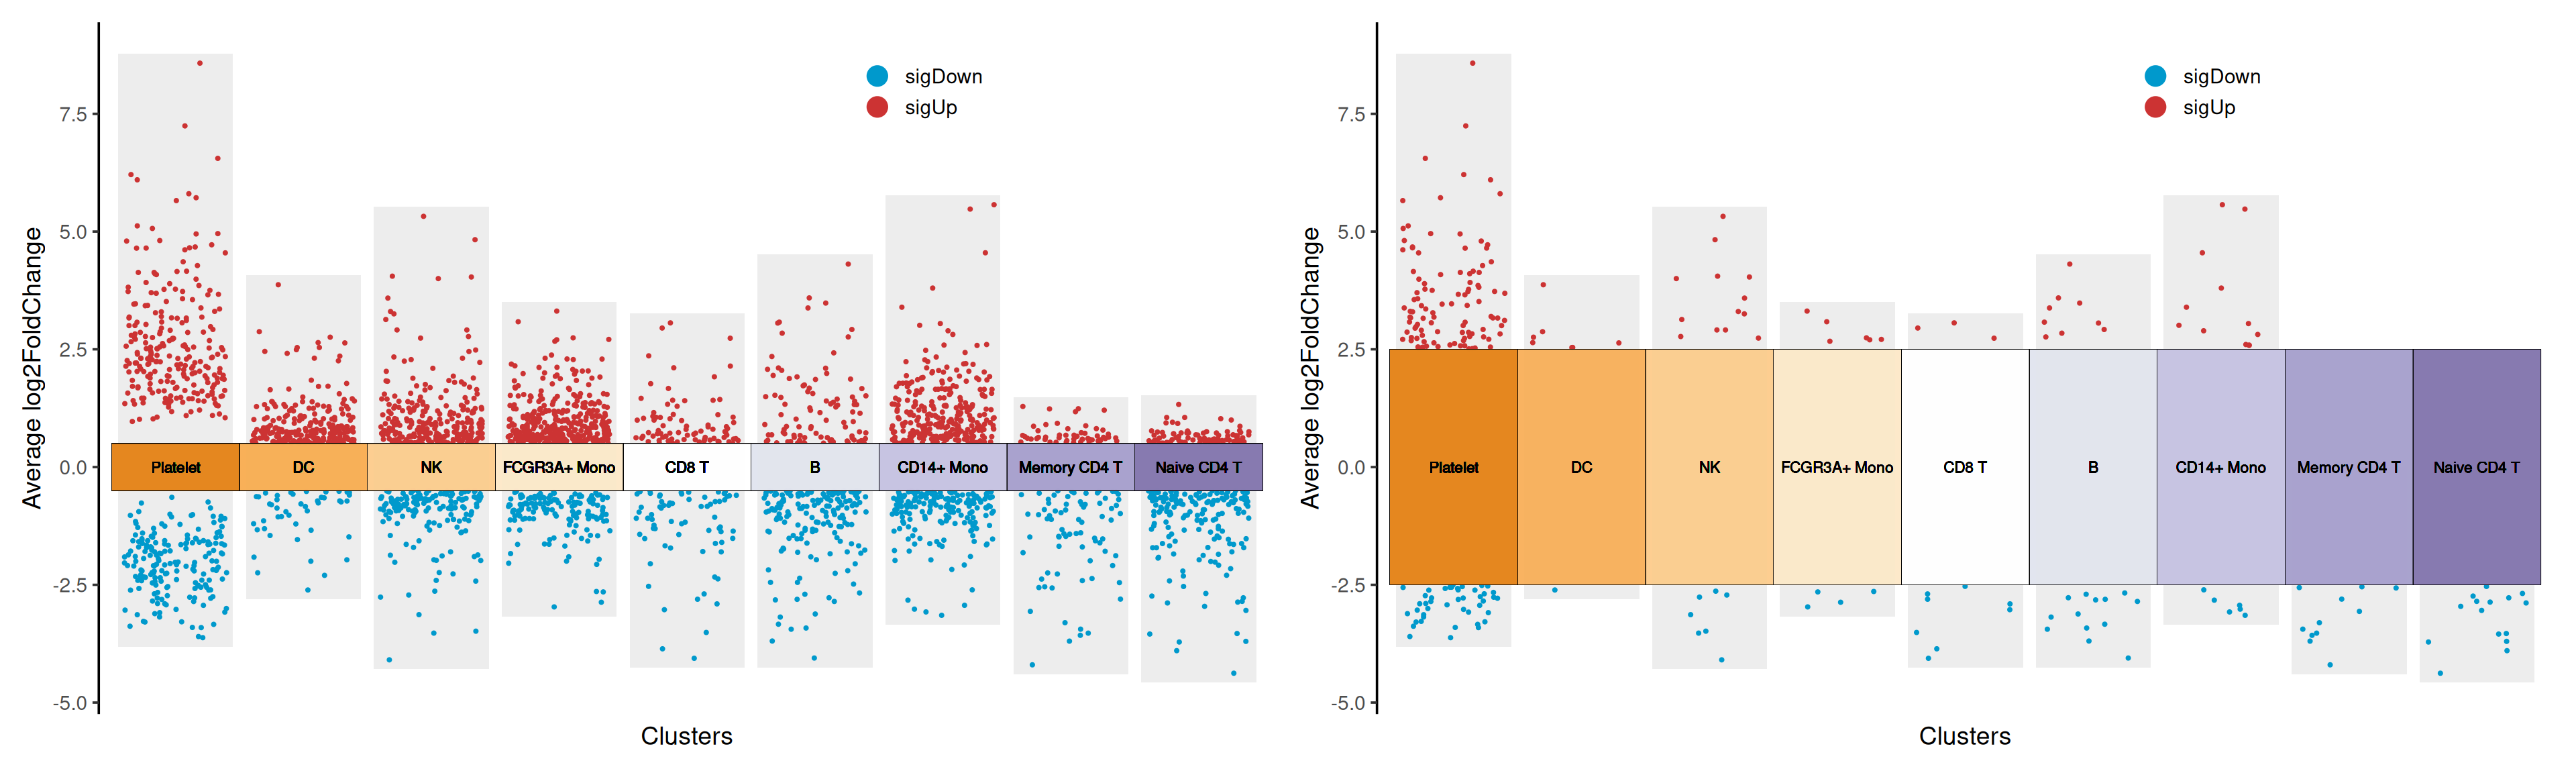 Average log2FoldChange
7.5
5.0
2.5
0.0
-2.5
-5.0
sigDown
sigUp
Platelet
DC
NK
FCGR3A+ Mono
CD8 T
B
CD14+ Mono
Memory CD4 T
Naive CD4 T
Clusters
Average log2FoldChange
7.5
5.0
2.5
0.0
-2.5
-5.0
sigDown
sigUp
Platelet
DC
NK
FCGR3A+ Mono
CD8 T
B
CD14+ Mono
Memory CD4 T
Naive CD4 T
Clusters